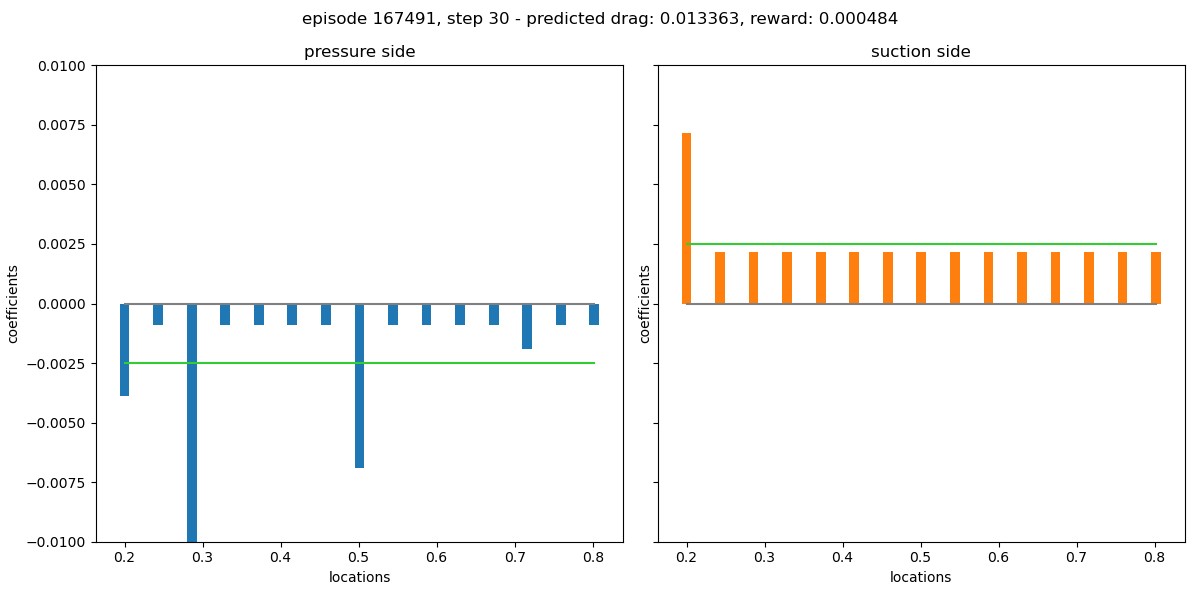 episode 167491, step 30 - predicted drag: 0.013363, reward: 0.000484
pressure side
0.0100
0.0075
0.0050
0.0025
0.0000
−0.0025
−0.0050
−0.0075
−0.0100
coefficients
0.2 0.3 0.4 0.5 0.6 0.7 0.8
locations
suction side
coefficients
0.2 0.3 0.4 0.5 0.6 0.7 0.8
locations